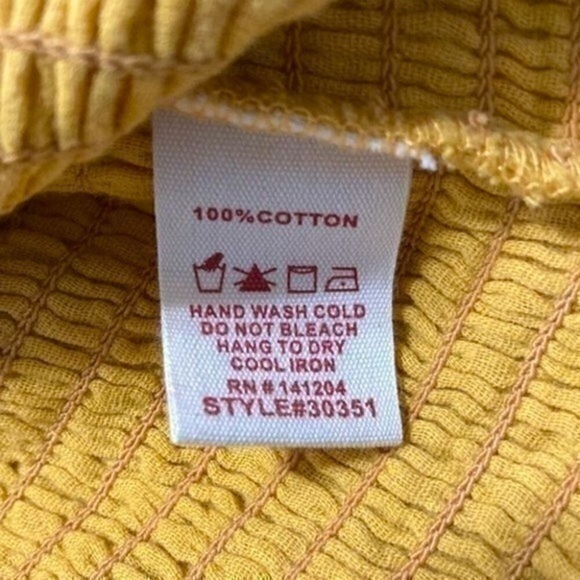 100%COTTON
HAND WASH COLD
DO NOT BLEACH
HANG TO DRY
COOL IRON
RN # 141204
STYLE#30351